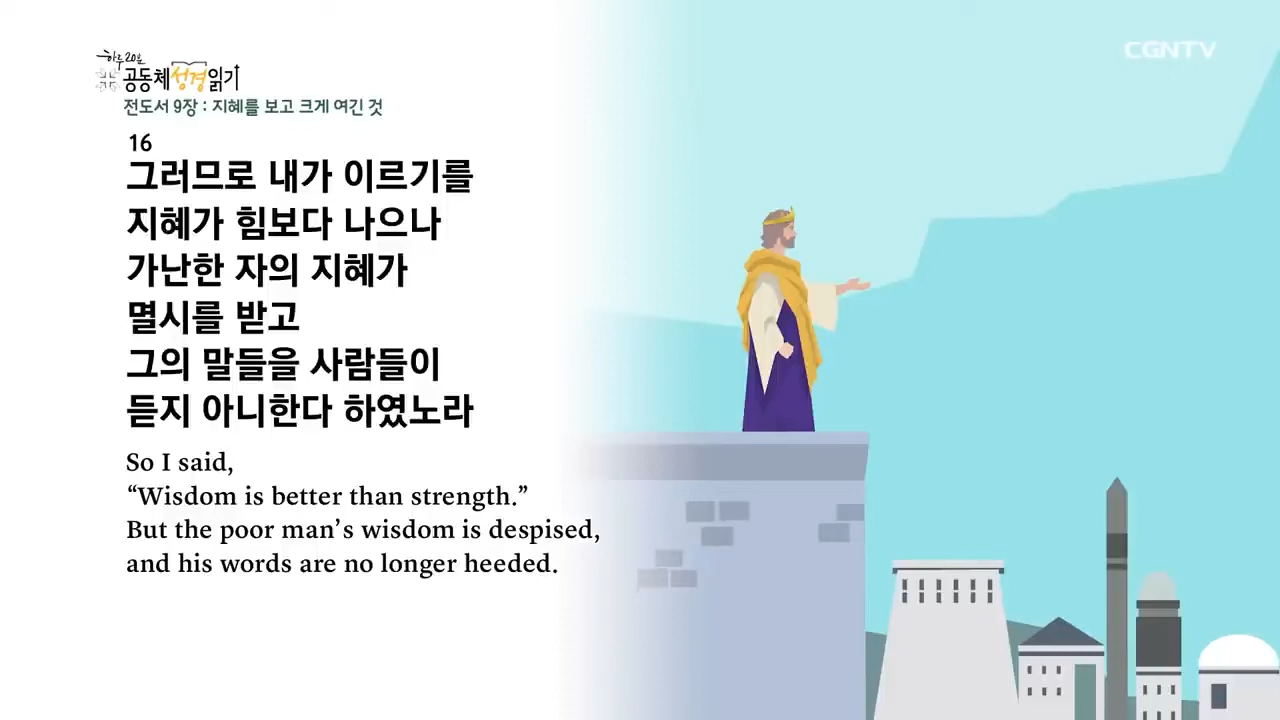 하루 20분
CGNTV
공동체 성경 읽기
전도서 9장 : 지혜를 보고 크게 여긴 것
16
그러므로 내가 이르기를
지혜가 힘보다 나으나
가난한 자의 지혜가
멸시를 받고
그의 말들을 사람들이
듣지 아니한다 하였노라
So I said,
“Wisdom is better than strength.”
But the poor man’s wisdom is despised,
and his words are no longer heeded.